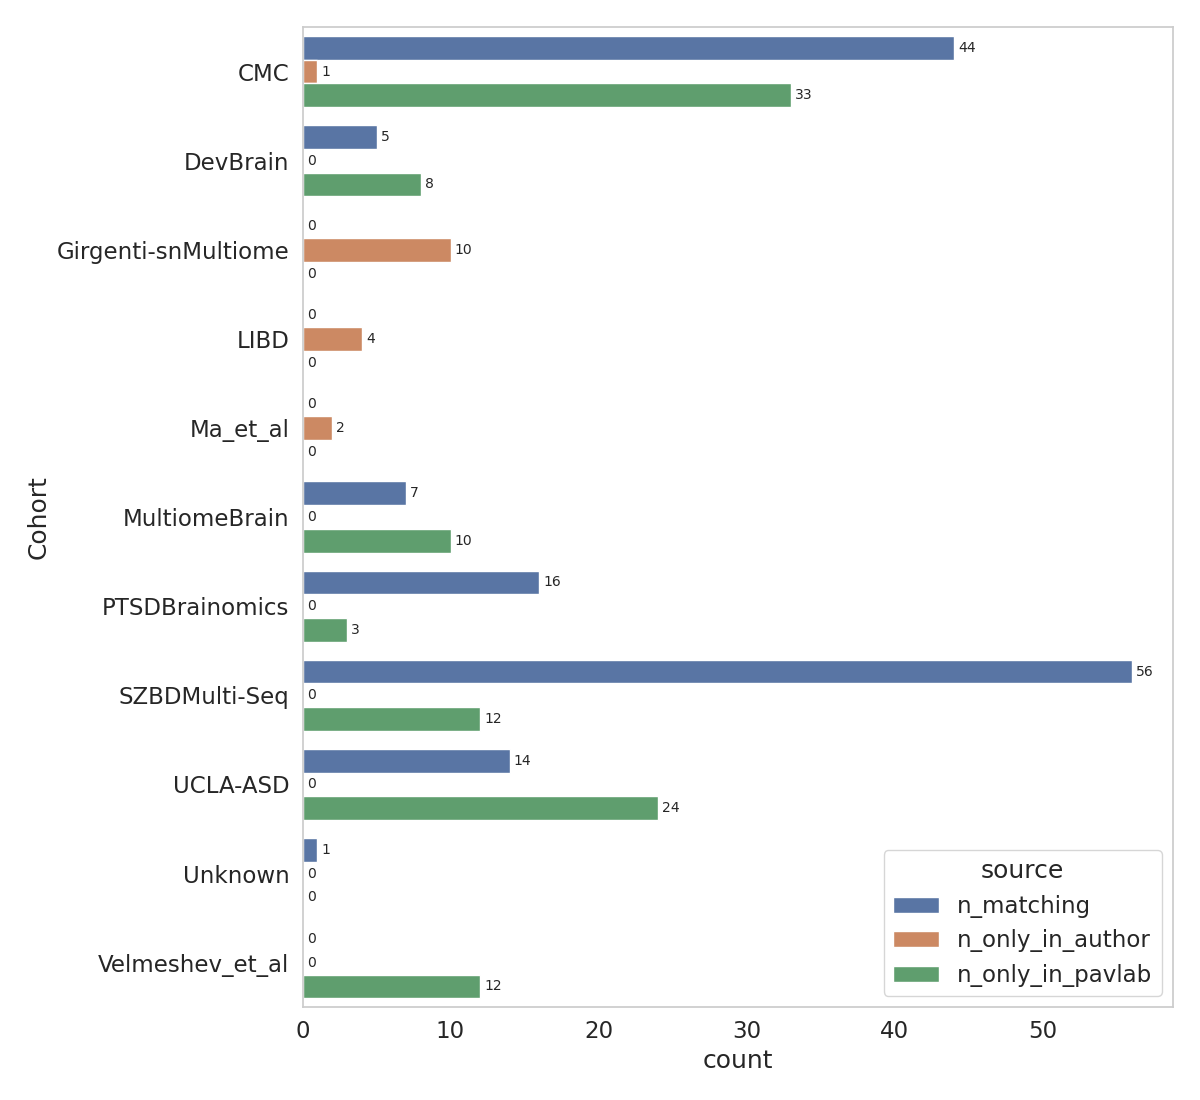 CMC
44
1
33
DevBrain
5
0
8
Girgenti-snMultiome
0
10
0
LIBD
0
4
0
Ma_et_al
0
2
0
MultiomeBrain
7
0
10
PTSDBrainomics
16
0
3
SZBDMulti-Seq
56
0
12
UCLA-ASD
14
0
24
Unknown
1
0
0
Velmeshev_et_al
0
0
12
Cohort
0 10 20 30 40 50
count
source
n_matching
n_only_in_author
n_only_in_pavlab